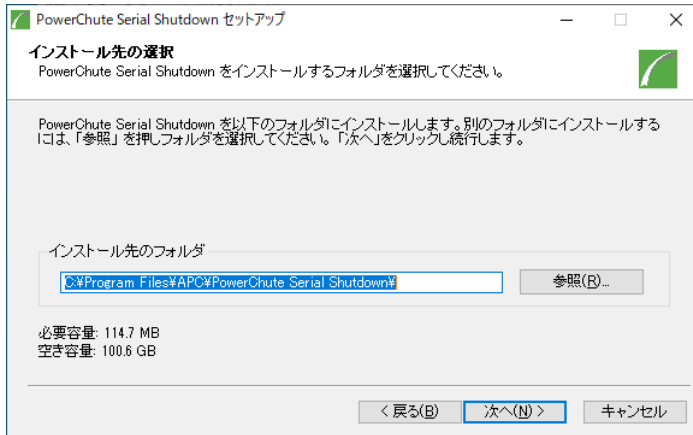 PowerChute Serial Shutdown セットアップ
インストール先の選択
PowerChute Serial Shutdown をインストールするフォルダを選択してください。
PowerChute Serial Shutdown を以下のフォルダにインストールします。別のフォルダにインストールする
には、「参照」 を押しフォルダを選択してください。「次へ」をクリックし続行します。
インストール先のフォルダ
C:¥Program Files¥APC¥PowerChute Serial Shutdown¥
参照(R)...
必要容量: 114.7 MB
空き容量: 100.6 GB
< 戻る(B)
次へ(N) >
キャンセル